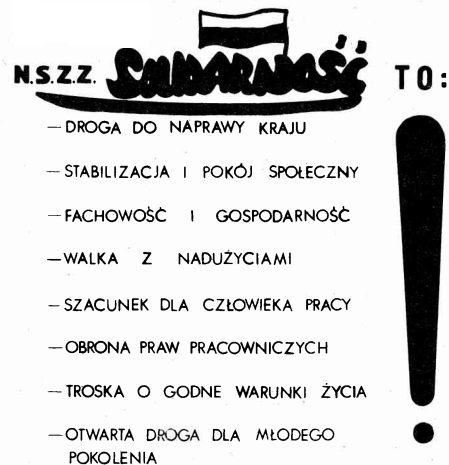 N.S.Z.Z. SOLIDARNOŚĆ TO:
— DROGA DO NAPRAWY KRAJU
— STABILIZACJA I POKÓJ SPOŁECZNY
— FACHOWOŚĆ I GOSPODARNOŚĆ
— WALKA Z NADUŻYCIAMI
— SZACUNEK DLA CZŁOWIEKA PRACY
— OBRONA PRAW PRACOWNICZYCH
— TROSKA O GODNE WARUNKI ŻYCIA
— OTWARTA DROGA DLA MŁODEGO
POKOLENIA
!